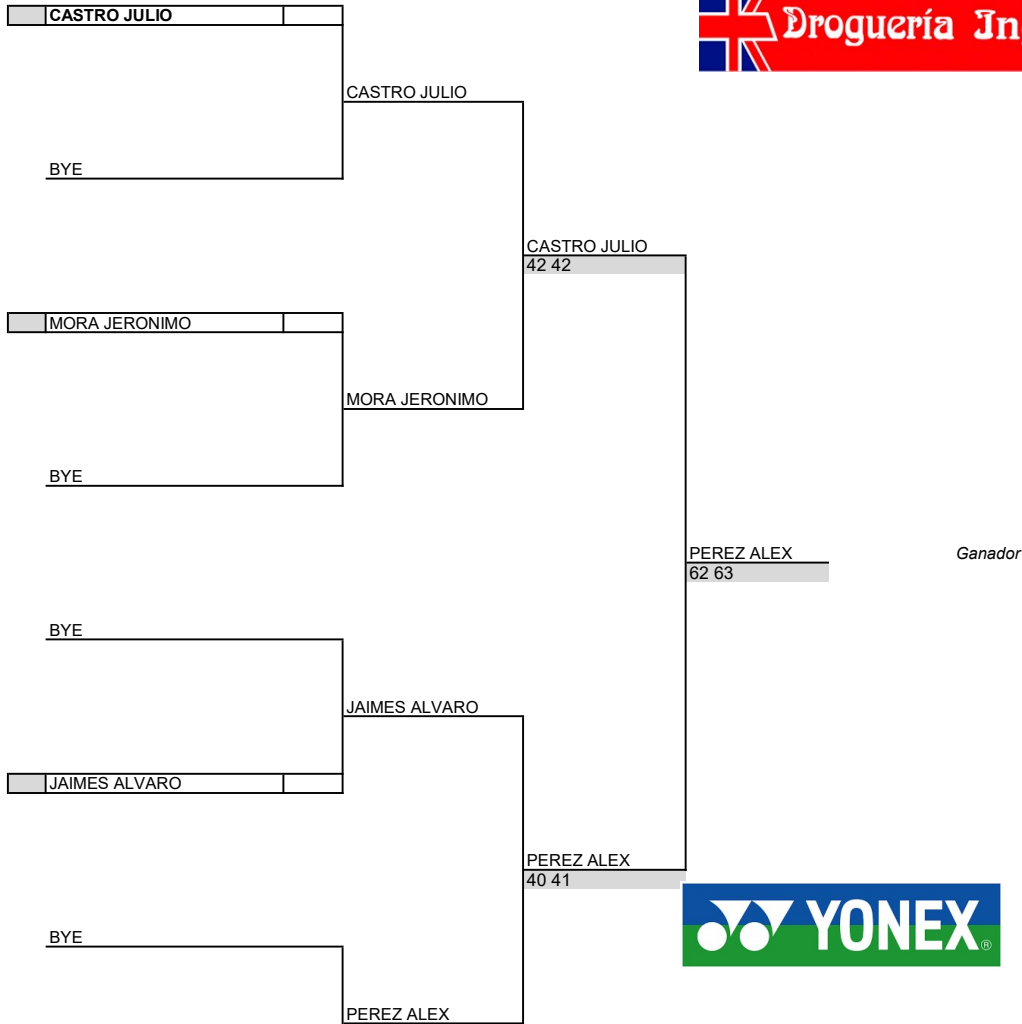 CASTRO JULIO
Droguería In
CASTRO JULIO
BYE
CASTRO JULIO
42 42
MORA JERONIMO
MORA JERONIMO
BYE
PEREZ ALEX
Ganador
62 63
BYE
JAIMES ALVARO
JAIMES ALVARO
PEREZ ALEX
40 41
YONEX®
BYE
PEREZ ALEX